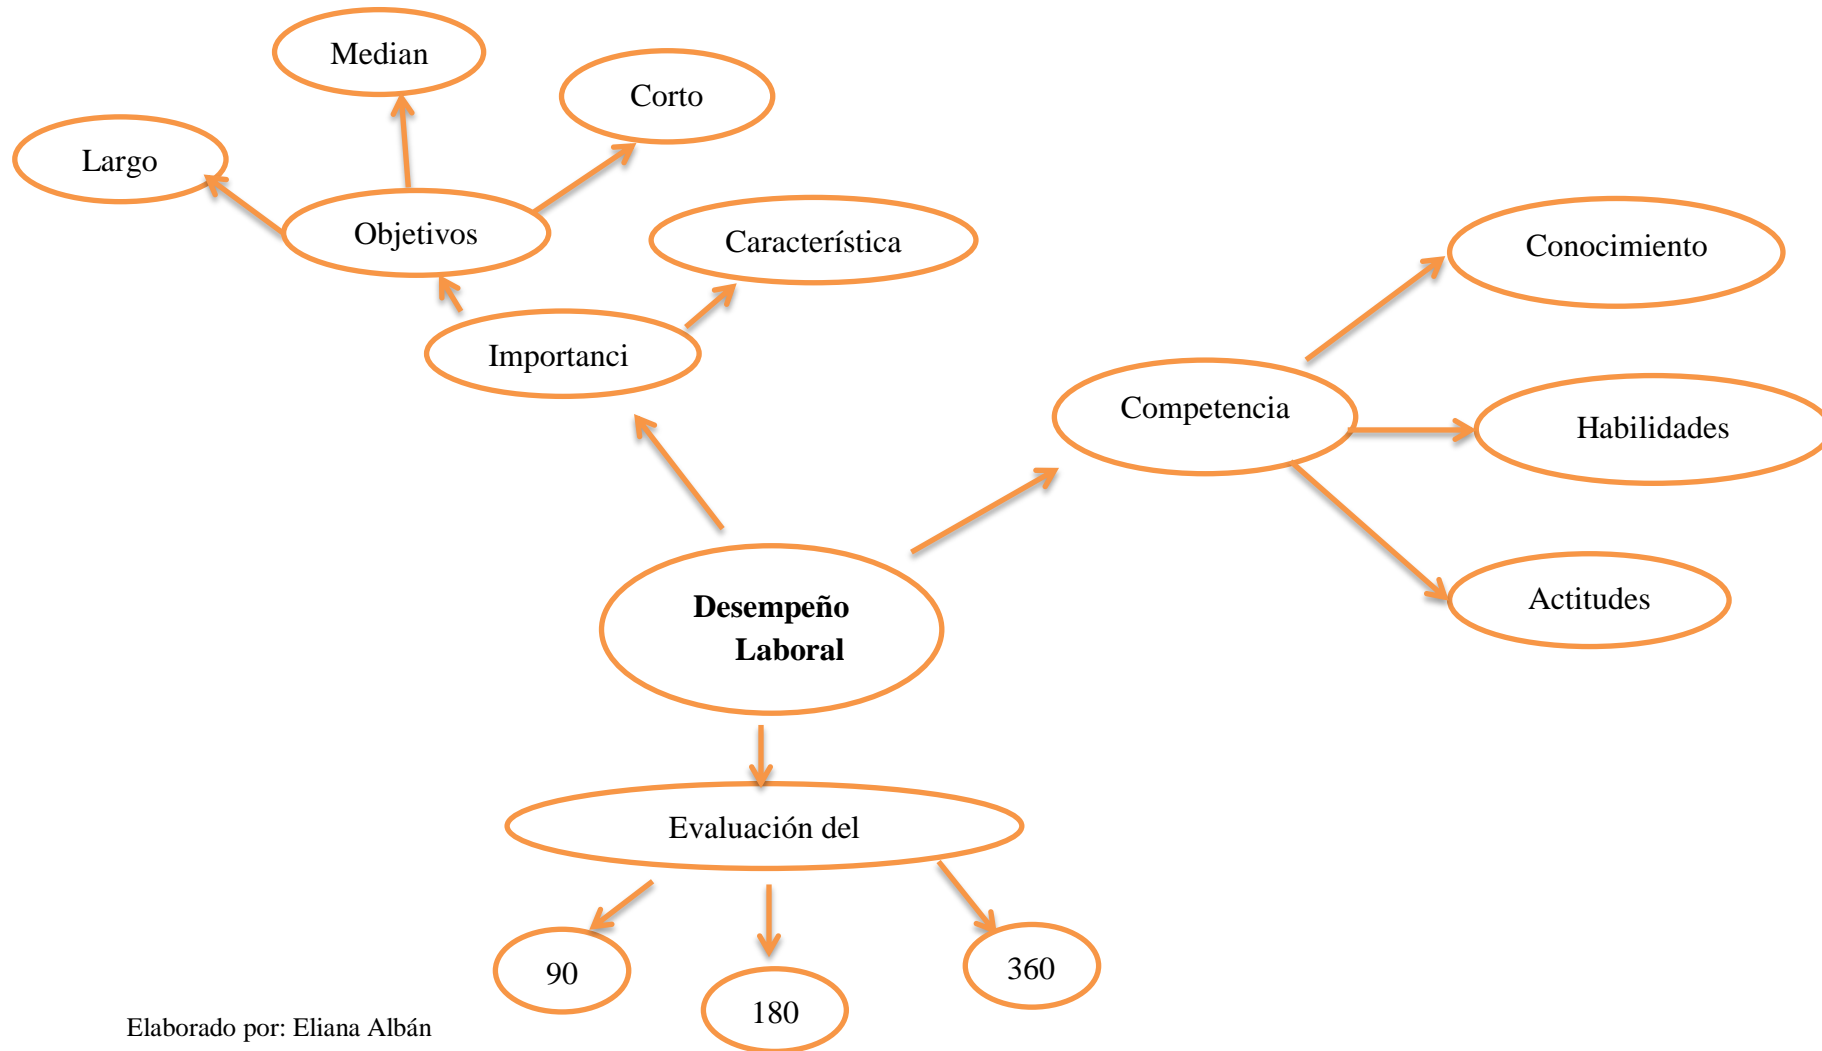 Median
Corto
Largo
Objetivos
Característica
Importanci
Conocimiento
Competencia
Habilidades
Actitudes
Desempeño
Laboral
Evaluación del
90
180
360
Elaborado por: Eliana Albán